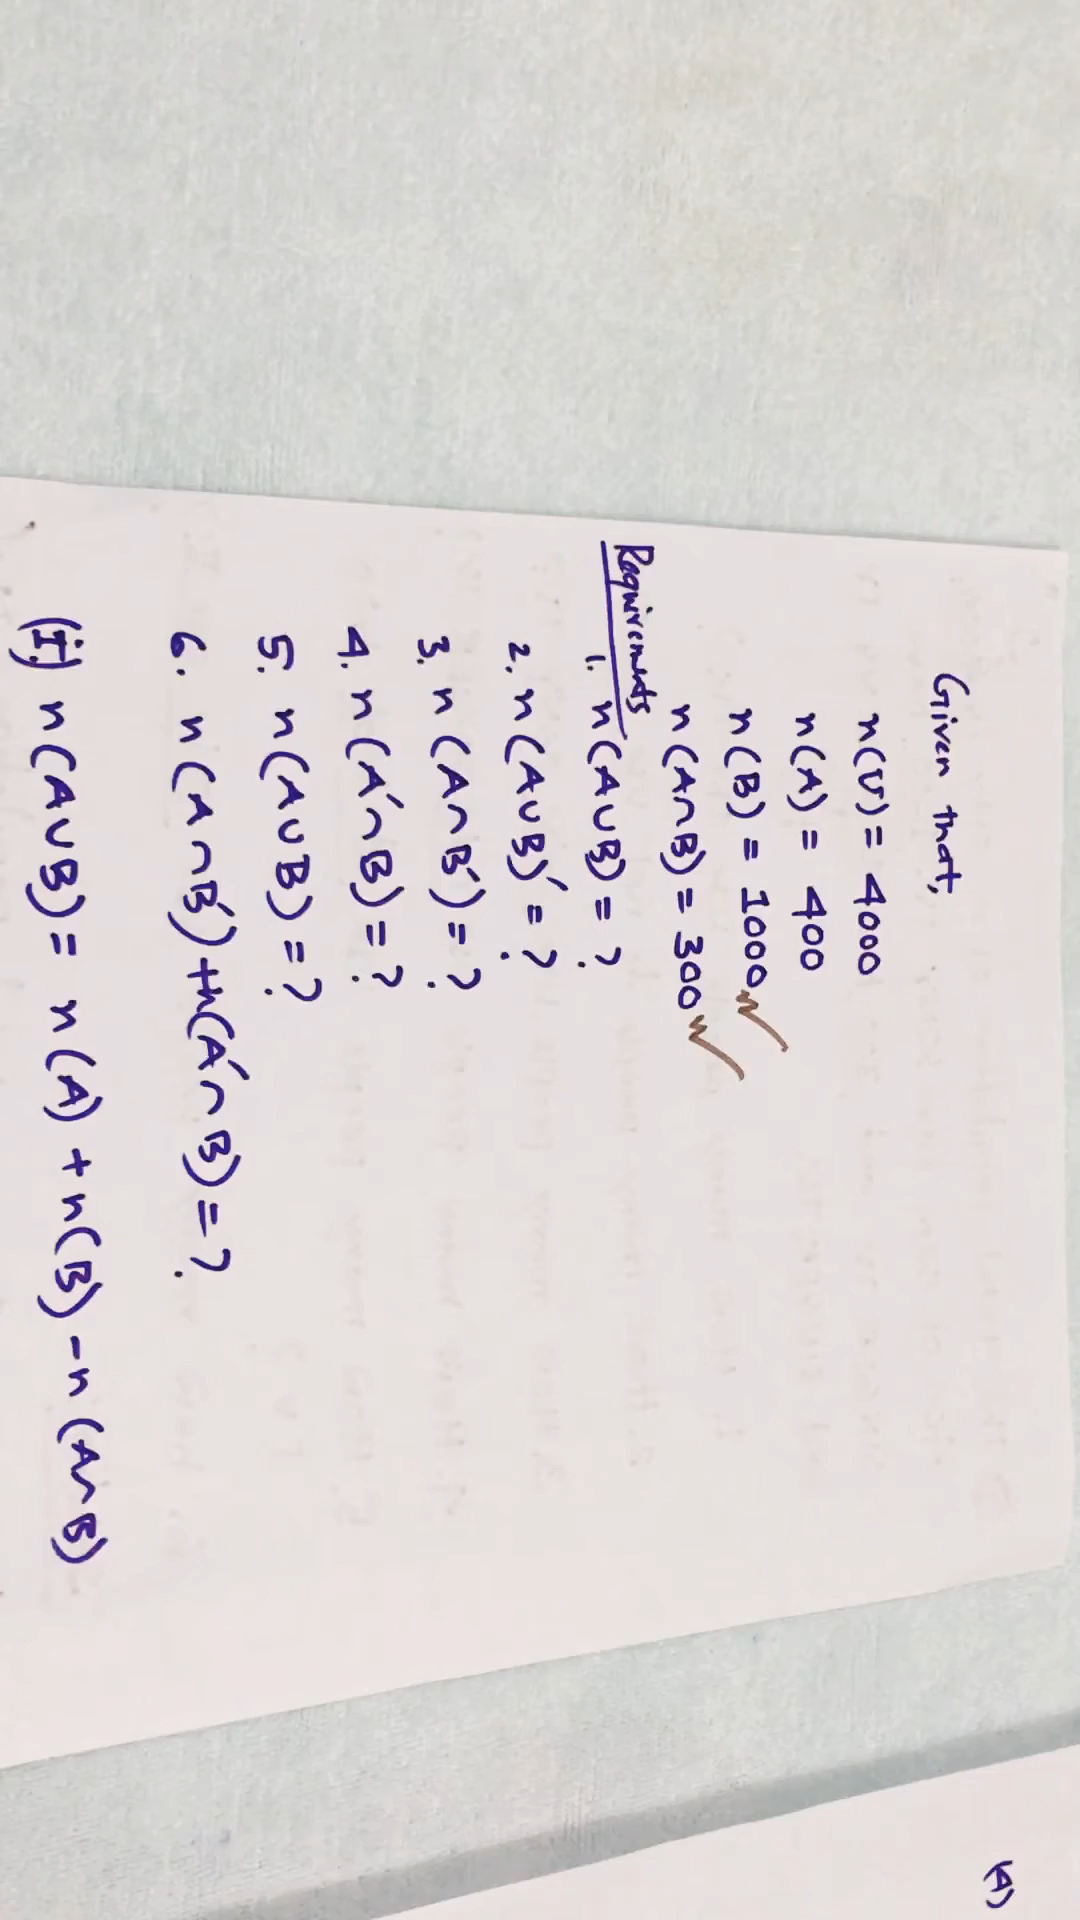 Given that,
n(U) = 4000
n(A) = 400
n(B) = 1000
n(A∩B) = 300
Requirements
1. n(A∪B) = ?
2. n(A∪B)′ = ?
3. n(A∩B′) = ?
4. n(A′∩B) = ?
5. n(A∪B) = ?
6. n(A∩B′) + n(A′∩B) = ?
(I) n(A∪B) = n(A) + n(B) - n(A∩B)
(A)